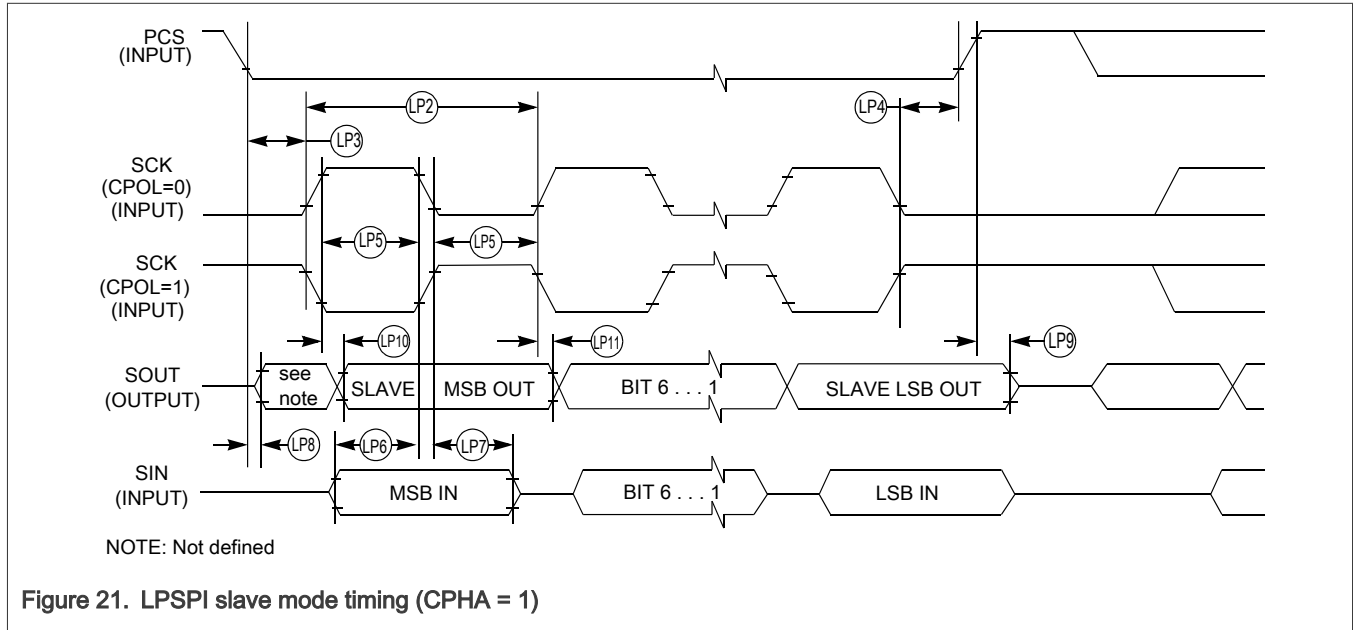 PCS
(INPUT)
LP2
LP4
LP3
SCK
(CPOL=0)
(INPUT)
LP5
LP5
SCK
(CPOL=1)
(INPUT)
LP10
LP11
LP9
SOUT
(OUTPUT)
see
note
SLAVE
MSB OUT
BIT 6 . . . 1
SLAVE LSB OUT
LP8
LP6
LP7
SIN
(INPUT)
MSB IN
BIT 6 . . . 1
LSB IN
NOTE: Not defined
Figure 21. LPSPI slave mode timing (CPHA = 1)